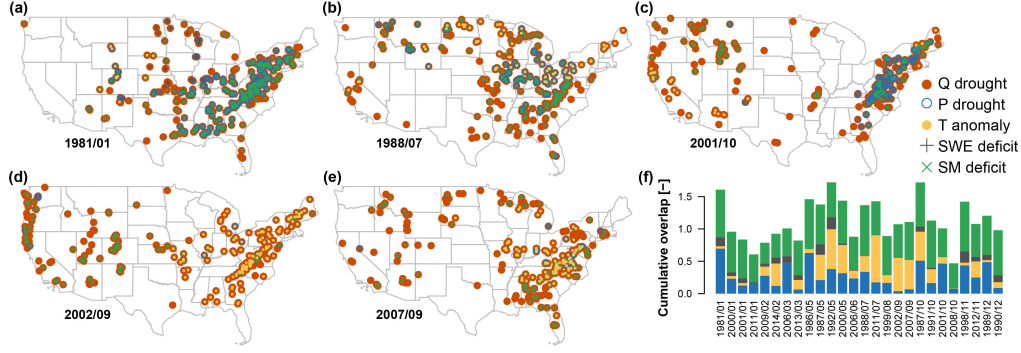 (a)
1981/01
(b)
1988/07
(c)
2001/10
Q drought
P drought
T anomaly
SWE deficit
SM deficit
(d)
2002/09
(e)
2007/09
(f)
Cumulative overlap [–]
1.5
1.0
0.5
0.0
1981/01
2000/01
2001/01
2011/01
2009/02
2014/02
2006/03
2013/03
1986/05
1987/05
1992/05
2000/05
2006/06
1988/07
2011/07
1999/08
2002/09
2007/09
1987/10
1991/10
2001/10
2008/10
1998/11
2012/11
1989/12
1990/12